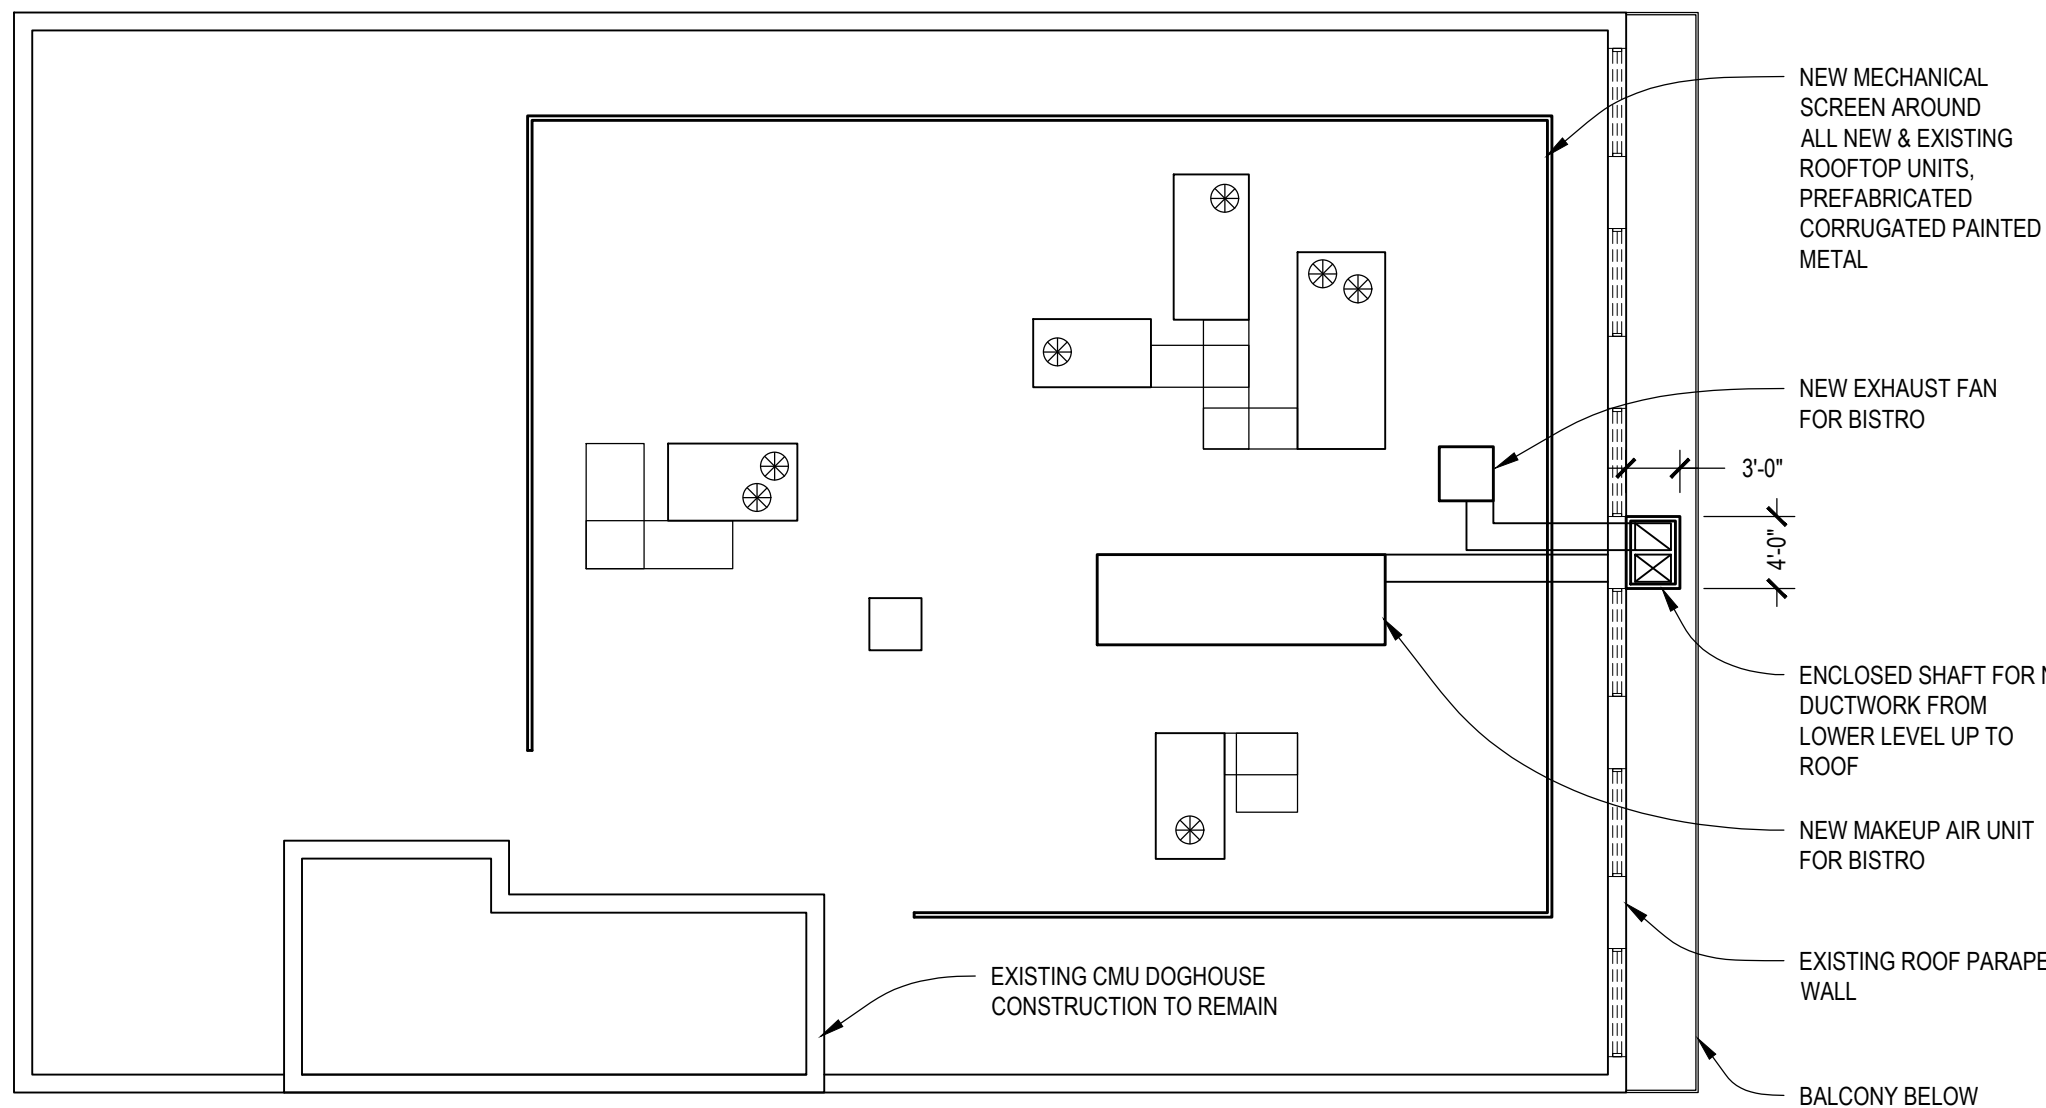 NEW MECHANICAL
SCREEN AROUND
ALL NEW & EXISTING
ROOFTOP UNITS,
PREFABRICATED
CORRUGATED PAINTED
METAL
NEW EXHAUST FAN
FOR BISTRO
3'-0"
4'-0"
ENCLOSED SHAFT FOR
DUCTWORK FROM
LOWER LEVEL UP TO
ROOF
NEW MAKEUP AIR UNIT
FOR BISTRO
EXISTING ROOF
WALL
EXISTING CMU DOGHOUSE
CONSTRUCTION TO REMAIN
BALCONY BELOW